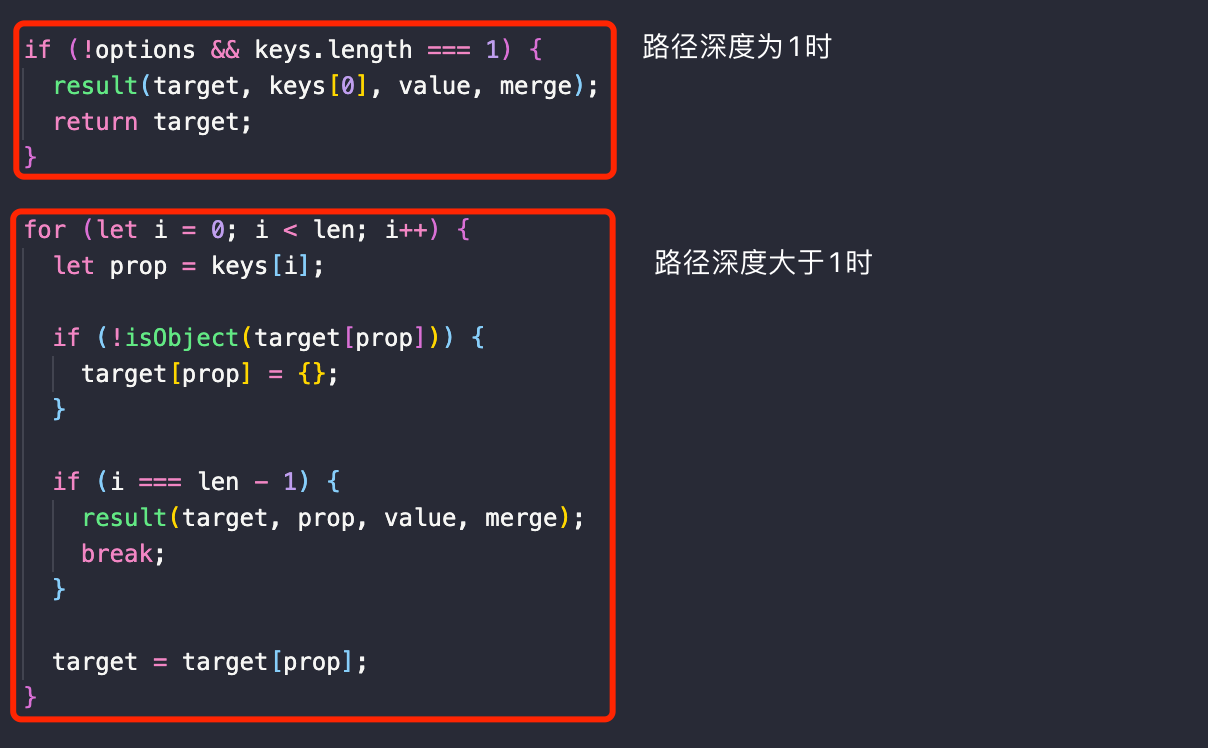 if (!options && keys.length === 1) {
路径深度为1时
  result(target, keys[0], value, merge);
  return target;
}
for (let i = 0; i < len; i++) {
  let prop = keys[i];
路径深度大于1时
  if (!isObject(target[prop])) {
    target[prop] = {};
  }
  if (i === len - 1) {
    result(target, prop, value, merge);
    break;
  }
  target = target[prop];
}